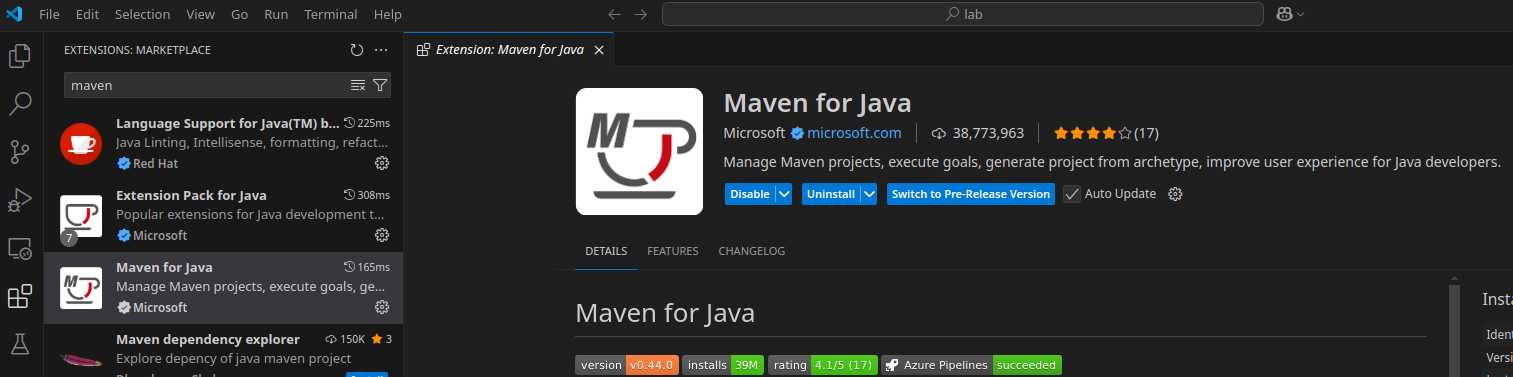 File Edit Selection View Go Run Terminal Help
lab
EXTENSIONS: MARKETPLACE
maven
Language Support for Java(TM) b... 225ms
Java Linting, Intellisense, formatting, refact...
Red Hat
Extension Pack for Java 308ms
Popular extensions for Java development t...
7
Microsoft
Maven for Java 165ms
Manage Maven projects, execute goals, ge...
Microsoft
Maven dependency explorer 150K 3
Explore depency of java maven project
Extension: Maven for Java
M
Maven for Java
Microsoft microsoft.com 38,773,963 (17)
Manage Maven projects, execute goals, generate project from archetype, improve user experience for Java developers.
Disable Uninstall Switch to Pre-Release Version Auto Update
DETAILS FEATURES CHANGELOG
Maven for Java
version v0.44.0 installs 39M rating 4.1/5 (17) Azure Pipelines succeeded
Insta
Ident
Versi